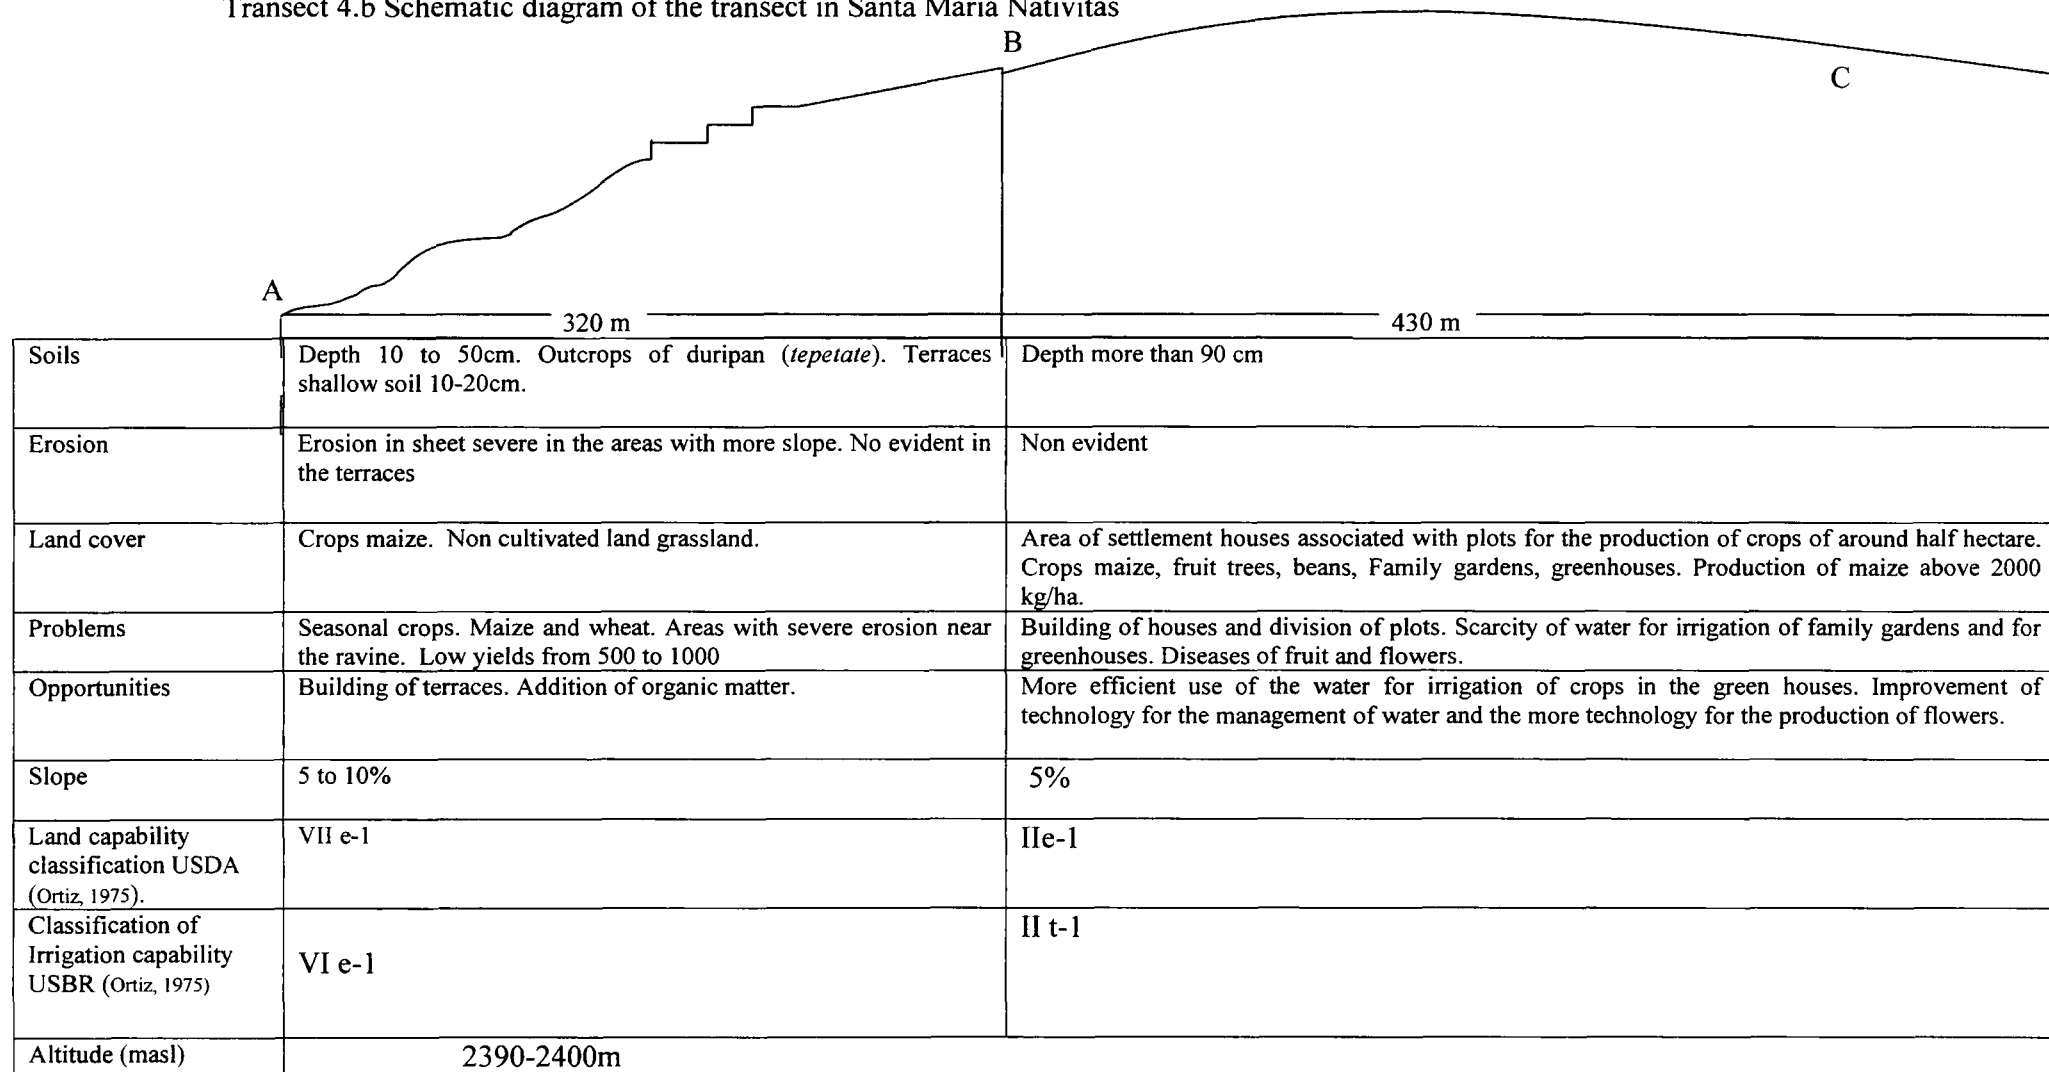 Transect 4.b Schematic diagram of the transect in Santa Maria Nativitas
B
C
A
320 m
430 m
Soils
Depth 10 to 50cm. Outcrops of duripan (tepetate). Terraces
shallow soil 10-20cm.
Depth more than 90 cm
Erosion
Erosion in sheet severe in the areas with more slope. No evident in
the terraces
Non evident
Land cover
Crops maize. Non cultivated land grassland.
Area of settlement houses associated with plots for the production of crops of around half hectare.
Crops maize, fruit trees, beans, Family gardens, greenhouses. Production of maize above 2000
kg/ha.
Problems
Seasonal crops. Maize and wheat. Areas with severe erosion near
the ravine. Low yields from 500 to 1000
Building of houses and division of plots. Scarcity of water for irrigation of family gardens and for
greenhouses. Diseases of fruit and flowers.
Opportunities
Building of terraces. Addition of organic matter.
More efficient use of the water for irrigation of crops in the green houses. Improvement of
technology for the management of water and the more technology for the production of flowers.
Slope
5 to 10%
5%
Land capability
classification USDA
(Ortiz, 1975).
VII e-1
IIe-1
Classification of
Irrigation capability
USBR (Ortiz, 1975)
VI e-1
II t-1
Altitude (masl)
2390-2400m